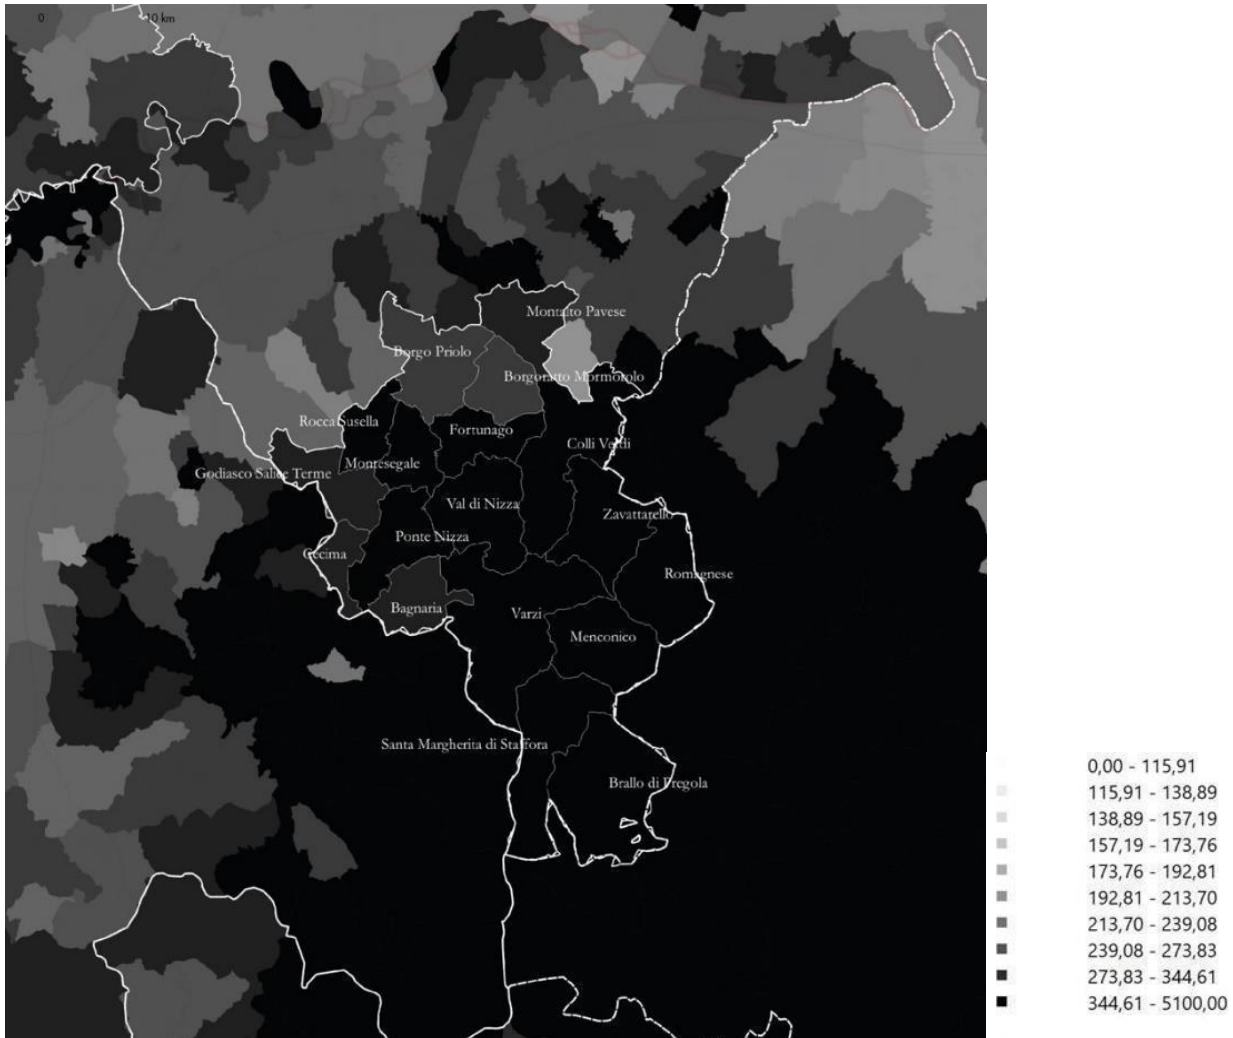 0 10 km
Montalto Pavese
Borgo Priolo
Borgoratto Mormorolo
Rocca Susella
Fortunago
Colli Verdi
Montesegale
Godiasco Salice Terme
Val di Nizza
Zavattarello
Ponte Nizza
Cecima
Romagnese
Bagnaria
Varzi
Menconico
Santa Margherita di Staffora
Brallo di Pregola
0,00 - 115,91
115,91 - 138,89
138,89 - 157,19
157,19 - 173,76
173,76 - 192,81
192,81 - 213,70
213,70 - 239,08
239,08 - 273,83
273,83 - 344,61
344,61 - 5100,00